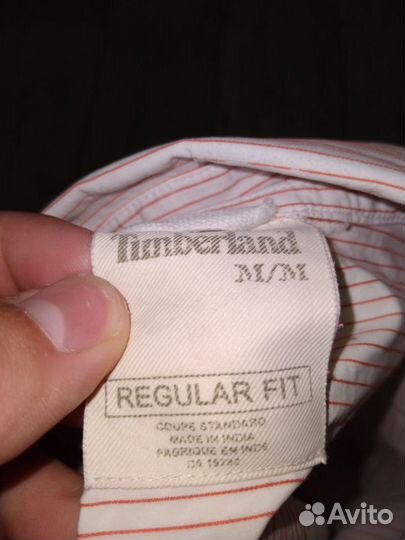 Timberland
M/M
REGULAR FIT
COUPE STANDARD
MADE IN INDIA
FABRIQUE EN INDE
Avito